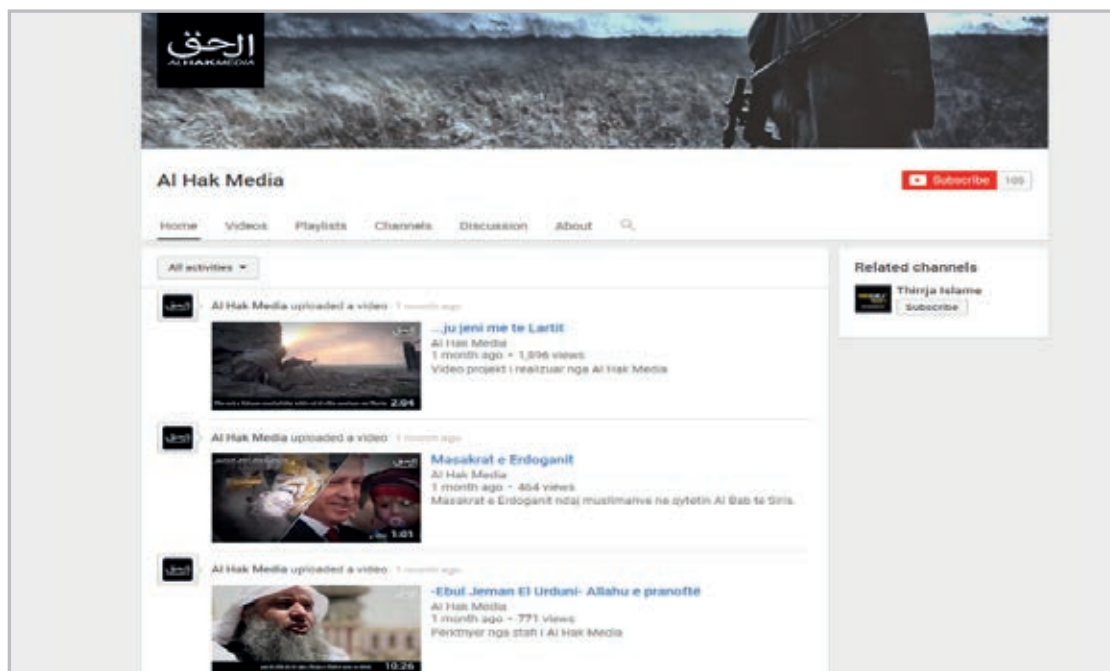 الحق
ALHAKMEDIA
Al Hak Media
Subscribe 105
Home Videos Playlists Channels Discussion About
All activities
Related channels
Thirrja Islame
Subscribe
Al Hak Media uploaded a video 1 month ago
...ju jeni me te Lartit
Al Hak Media
1 month ago • 1,896 views
Video projekt i realizuar nga Al Hak Media
2:04
Al Hak Media uploaded a video 1 month ago
Masakrat e Erdoganit
Al Hak Media
1 month ago • 464 views
Masakrat e Erdoganit ndaj muslimanve ne qytetin Al Bab te Siris.
1:01
Al Hak Media uploaded a video 1 month ago
-Ebul Jeman El Urduni- Allahu e pranoftë
Al Hak Media
1 month ago • 771 views
Perkthyer nga stafi i Al Hak Media
10:26